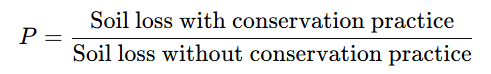 P = Soil loss with conservation practice
Soil loss without conservation practice